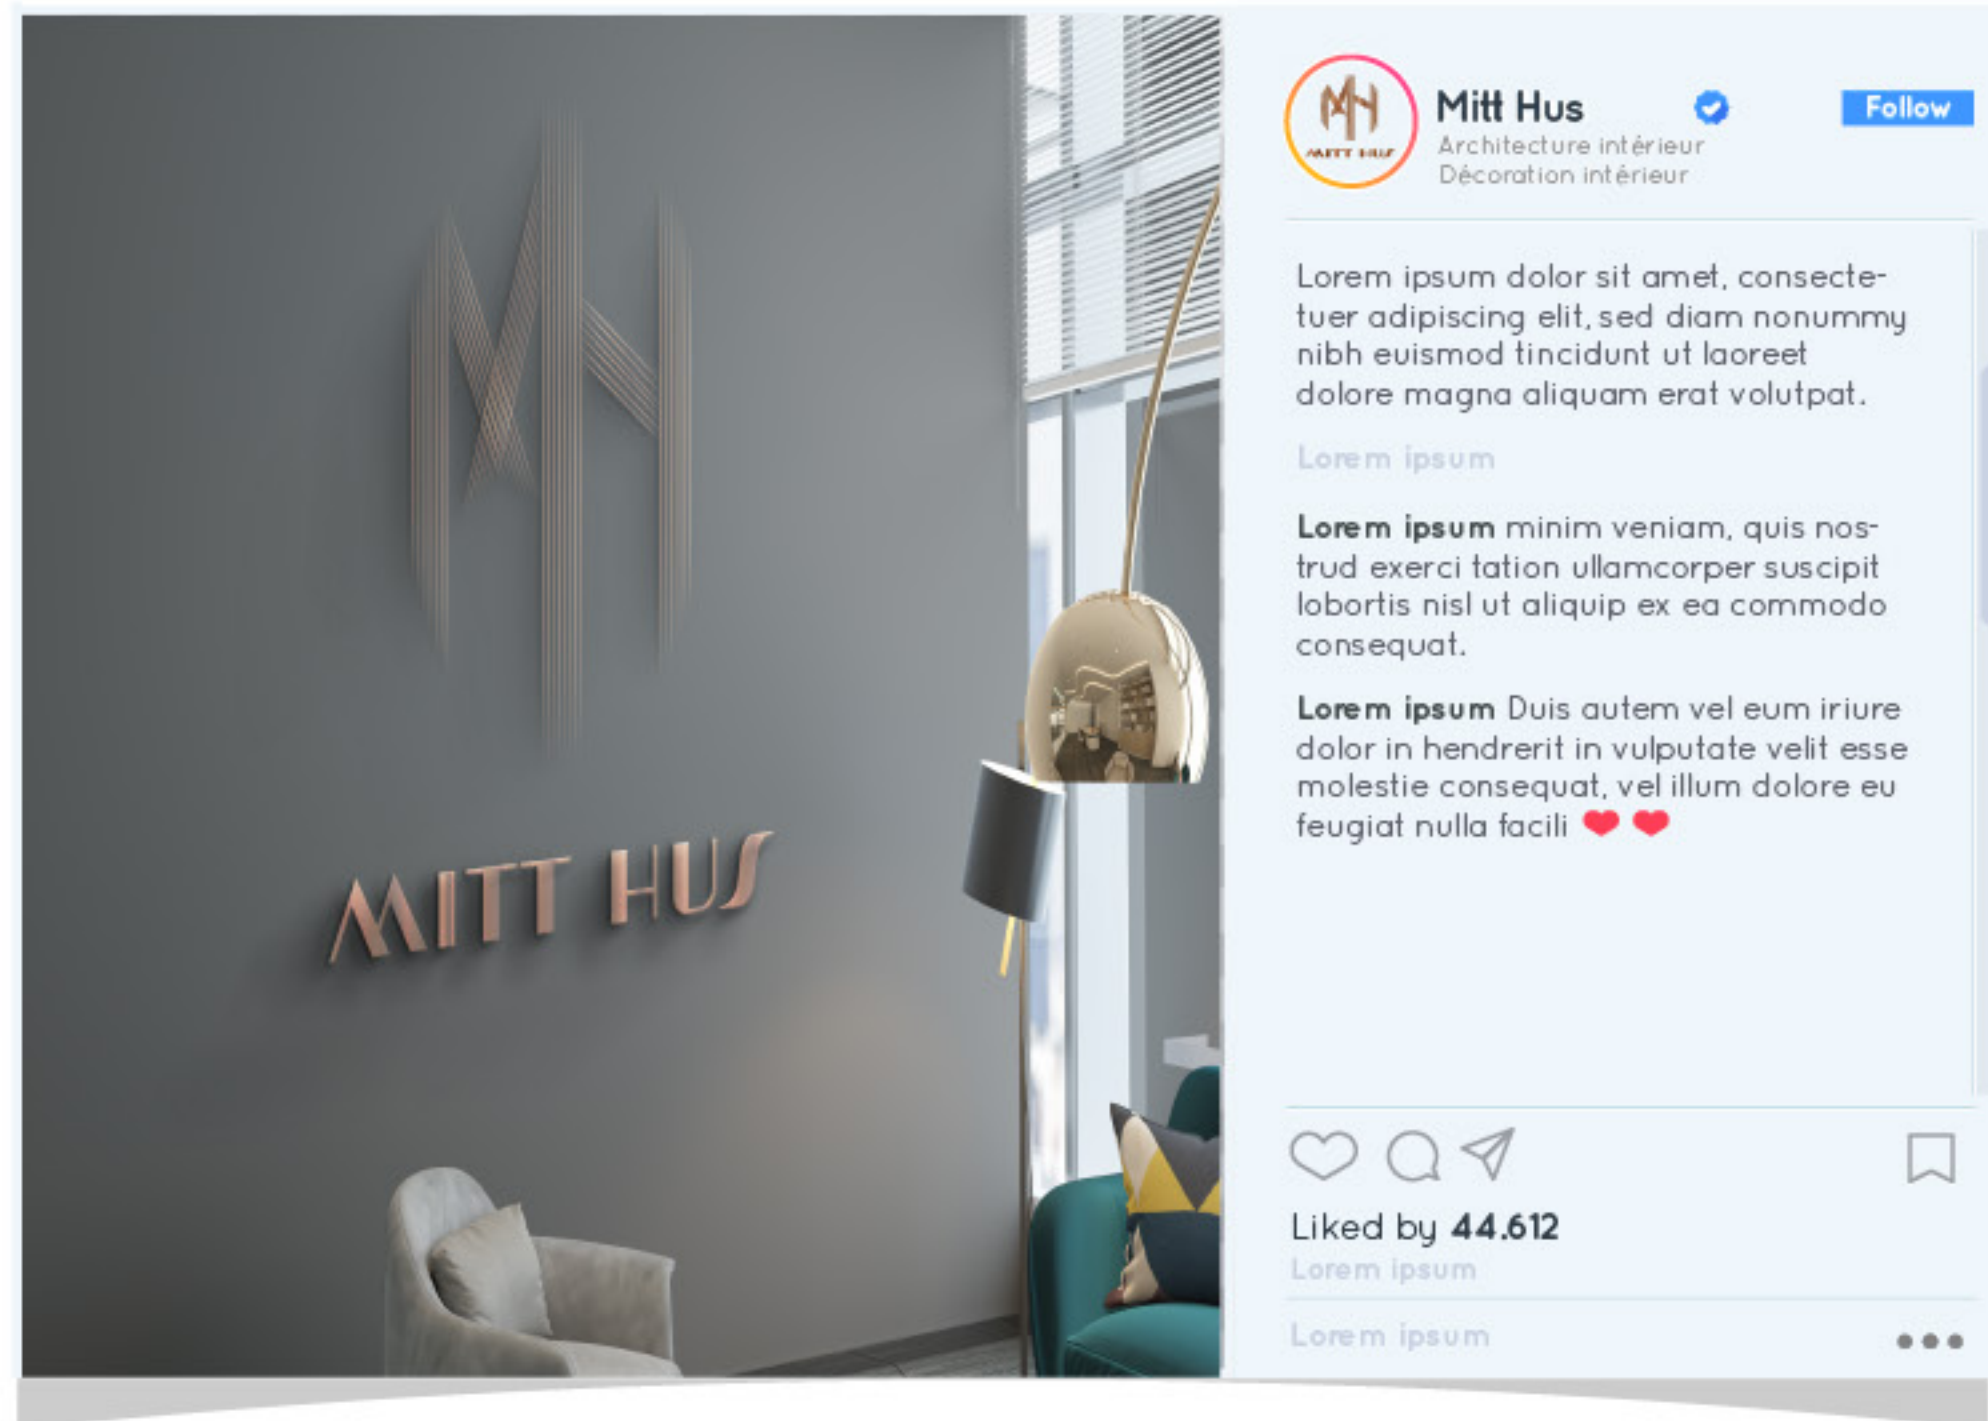 MH
MITT HUS
MH
MITT HUS
Mitt Hus
Follow
Architecture intérieur
Décoration intérieur
Lorem ipsum dolor sit amet, consecte-
tuer adipiscing elit, sed diam nonummy
nibh euismod tincidunt ut laoreet
dolore magna aliquam erat volutpat.
Lorem ipsum
Lorem ipsum minim veniam, quis nos-
trud exerci tation ullamcorper suscipit
lobortis nisl ut aliquip ex ea commodo
consequat.
Lorem ipsum Duis autem vel eum iriure
dolor in hendrerit in vulputate velit esse
molestie consequat, vel illum dolore eu
feugiat nulla facili
Liked by 44.612
Lorem ipsum
Lorem ipsum